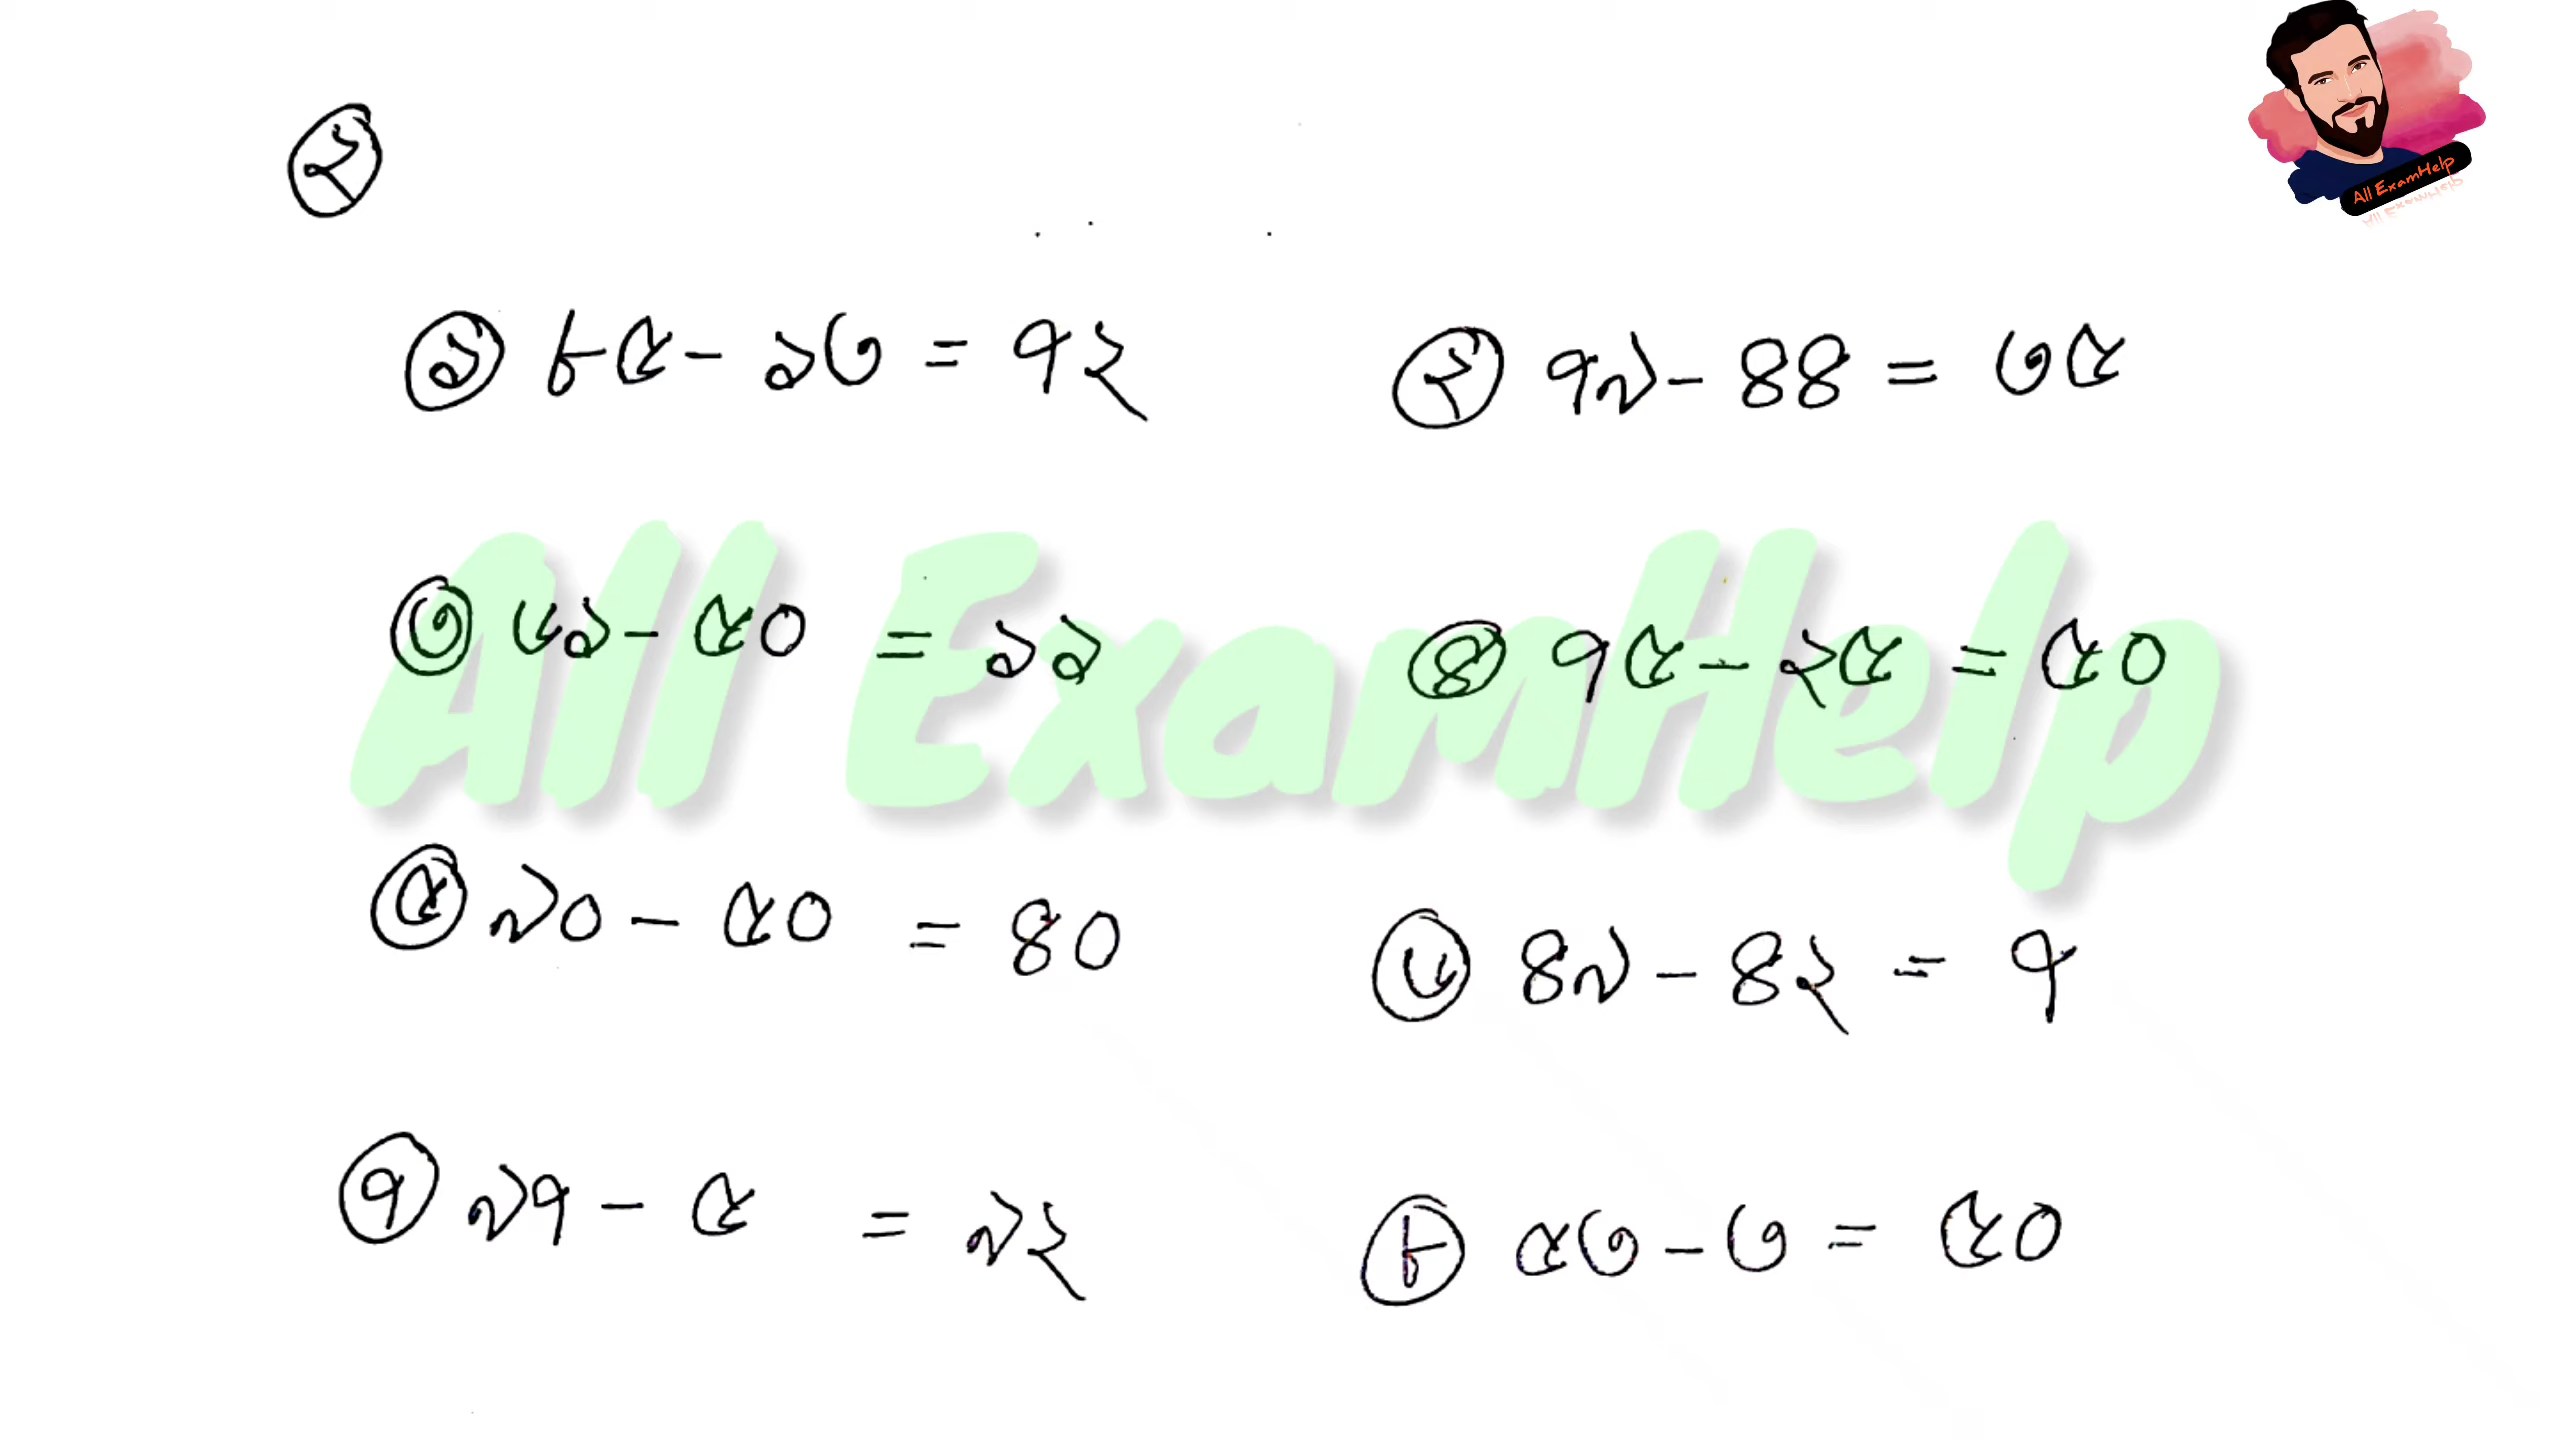 All ExamHelp
২
১ ৮৫ - ১৩ = ৭২
২ ৭৯ - ৪৪ = ৩৫
৩ ৬১ - ৫০ = ১১
৪ ৭৫ - ২৫ = ৫০
All ExamHelp
৫ ৯০ - ৫০ = ৪০
৬ ৪৯ - ৪২ = ৭
৭ ৯৭ - ৫ = ৯২
৮ ৫৩ - ৩ = ৫০